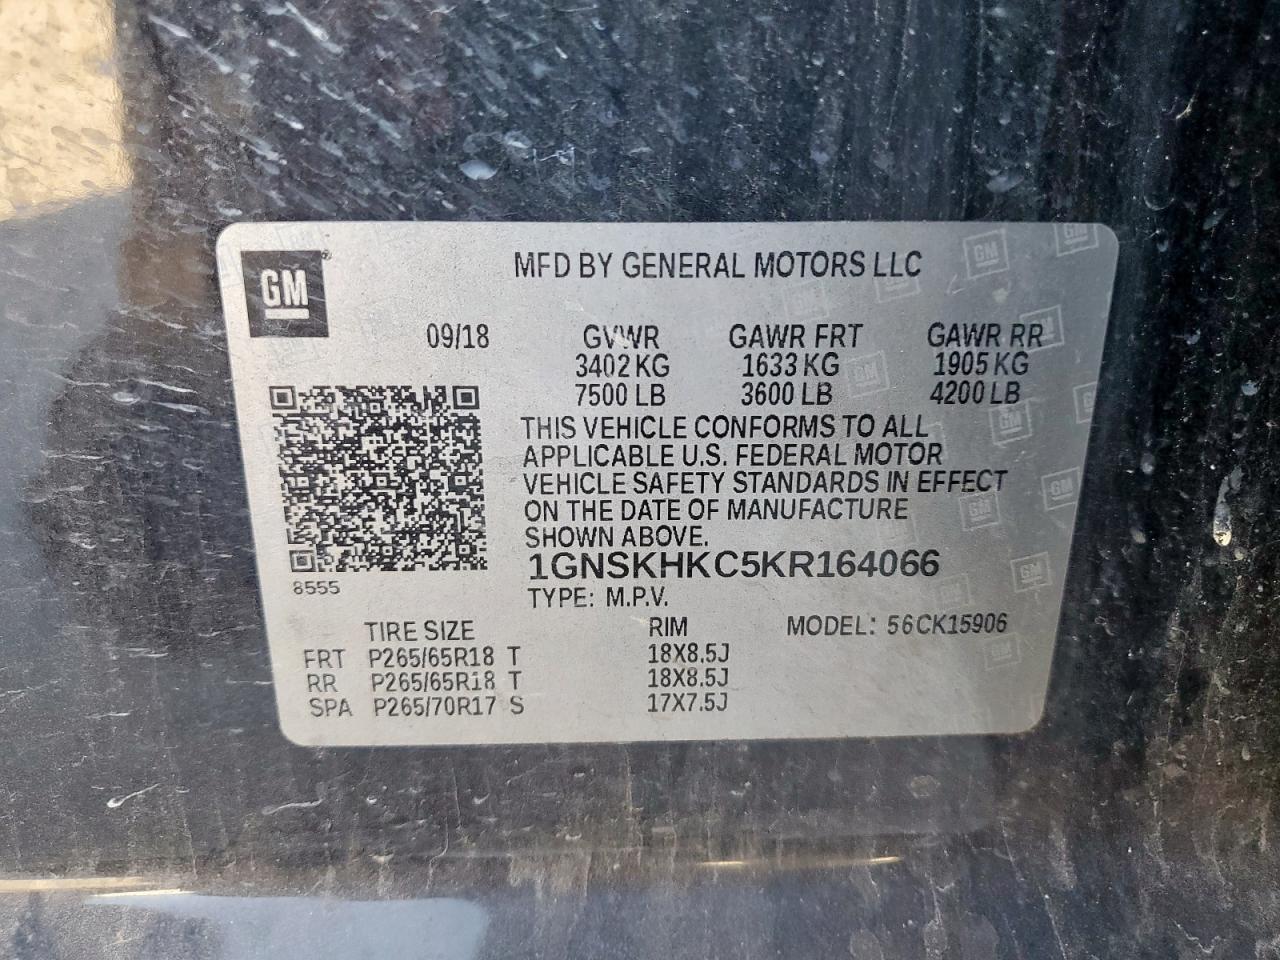 GM
MFD BY GENERAL MOTORS LLC
09/18 GVWR GAWR FRT GAWR RR
3402 KG 1633 KG 1905 KG
7500 LB 3600 LB 4200 LB
THIS VEHICLE CONFORMS TO ALL
APPLICABLE U.S. FEDERAL MOTOR
VEHICLE SAFETY STANDARDS IN EFFECT
ON THE DATE OF MANUFACTURE
SHOWN ABOVE.
8555
1GNSKHKC5KR164066
TYPE: M.P.V.
TIRE SIZE RIM MODEL: 56CK15906
FRT P265/65R18 T 18X8.5J
RR P265/65R18 T 18X8.5J
SPA P265/70R17 S 17X7.5J